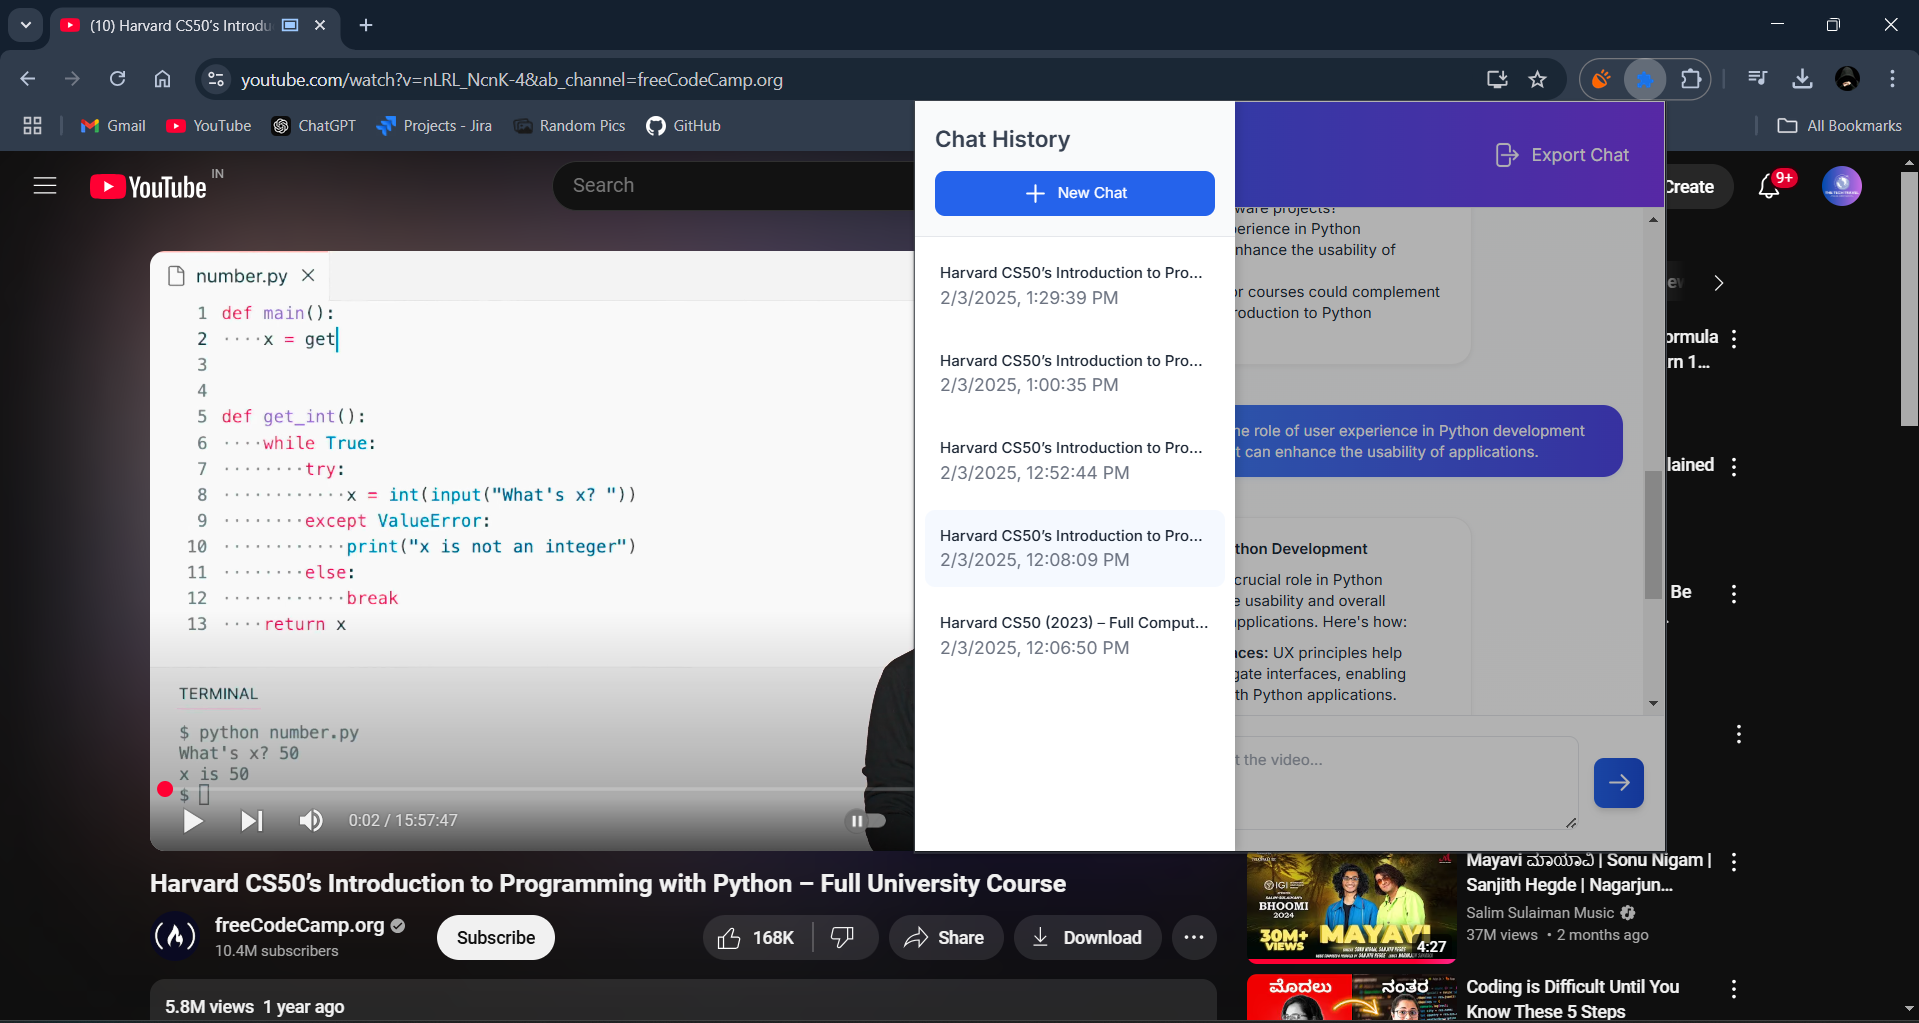 (10) Harvard CS50's Introdu
youtube.com/watch?v=nLRL_NcnK-4&ab_channel=freeCodeCamp.org
Gmail
YouTube
ChatGPT
Projects - Jira
Random Pics
GitHub
All Bookmarks
YouTube IN
Search
Create
9+
number.py
1 def main():
2 ····x = get
3
4
5 def get_int():
6 ····while True:
7 ········try:
8 ············x = int(input("What's x? "))
9 ········except ValueError:
10 ············print("x is not an integer")
11 ········else:
12 ············break
13 ····return x
TERMINAL
$ python number.py
What's x? 50
x is 50
$
0:02 / 15:57:47
Chat History
New Chat
Harvard CS50's Introduction to Pro...
2/3/2025, 1:29:39 PM
Harvard CS50's Introduction to Pro...
2/3/2025, 1:00:35 PM
Harvard CS50's Introduction to Pro...
2/3/2025, 12:52:44 PM
Harvard CS50's Introduction to Pro...
2/3/2025, 12:08:09 PM
Harvard CS50 (2023) – Full Comput...
2/3/2025, 12:06:50 PM
Export Chat
ware projects?
erience in Python
nhance the usability of
r courses could complement
roduction to Python
e role of user experience in Python development
t can enhance the usability of applications.
thon Development
crucial role in Python
e usability and overall
pplications. Here's how:
ces: UX principles help
gate interfaces, enabling
th Python applications.
t the video...
ormula
rn 1...
lained
Be
Harvard CS50's Introduction to Programming with Python – Full University Course
freeCodeCamp.org
10.4M subscribers
Subscribe
168K
Share
Download
5.8M views 1 year ago
IGI
BHOOMI
2024
30M+
VIEWS
MAYAVI
4:27
Mayavi ಮಾಯಾವಿ | Sonu Nigam |
Sanjith Hegde | Nagarjun...
Salim Sulaiman Music
37M views • 2 months ago
ಮೊದಲು
ನಂತರ
Coding is Difficult Until You
Know These 5 Steps